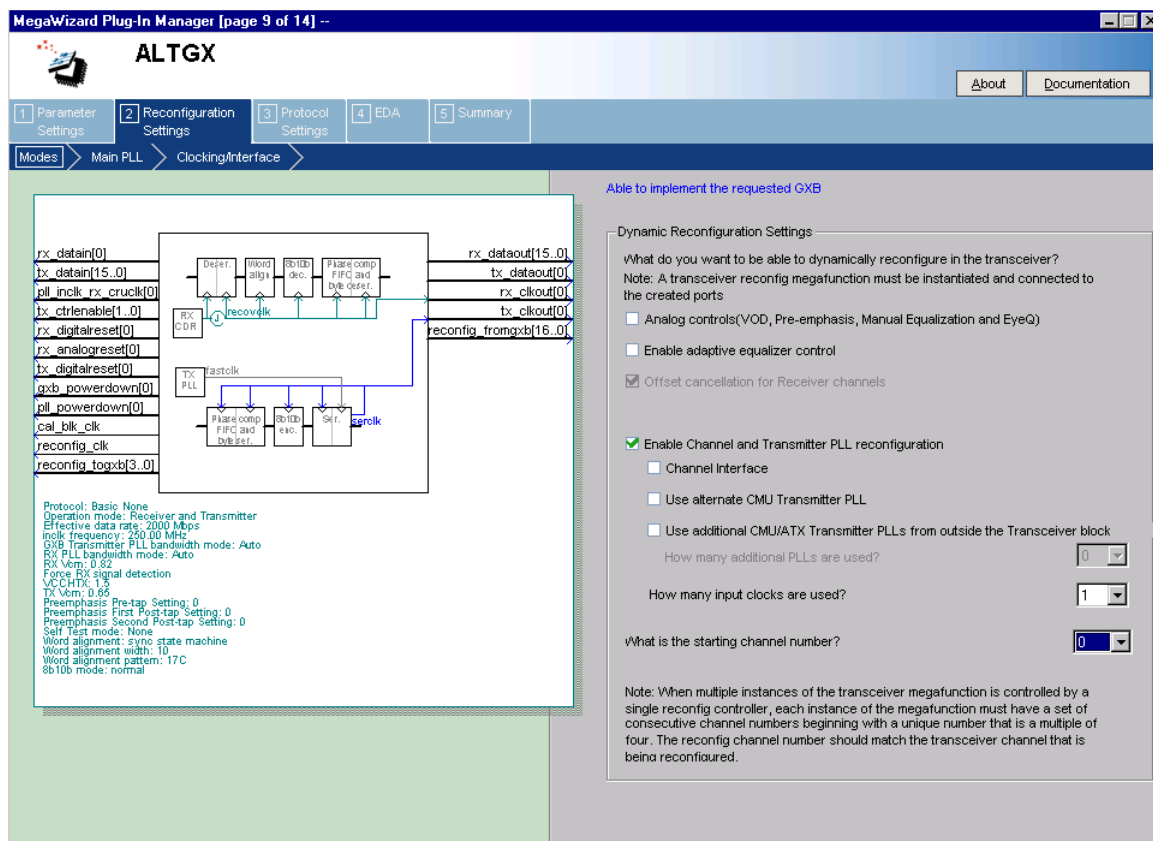 MegaWizard Plug-In Manager [page 9 of 14] --
ALTGX
About
Documentation
1 Parameter Settings
2 Reconfiguration Settings
3 Protocol Settings
4 EDA
5 Summary
Modes
Main PLL
Clocking/Interface
rx_datain[0]
tx_datain[15..0]
pll_inclk_rx_cruclk[0]
tx_ctrlenable[1..0]
rx_digitalreset[0]
rx_analogreset[0]
tx_digitalreset[0]
gxb_powerdown[0]
pll_powerdown[0]
cal_blk_clk
reconfig_clk
reconfig_togxb[3..0]
Deser.
Word align
8b10b dec.
Phase comp FIFO and byte deser.
RX CDR
recovclk
TX PLL
fastclk
Phase comp FIFO and byte ser.
8b10b enc.
Ser.
serclk
rx_dataout[15..0]
tx_dataout[0]
rx_clkout[0]
tx_clkout[0]
reconfig_fromgxb[16..0]
Protocol: Basic None
Operation mode: Receiver and Transmitter
Effective data rate: 2000 Mbps
inclk frequency: 250.00 MHz
GXB Transmitter PLL bandwidth mode: Auto
RX PLL bandwidth mode: Auto
RX Vcm: 0.82
Force RX signal detection
VCCHTX: 1.5
TX Vcm: 0.65
Preemphasis Pre-tap Setting: 0
Preemphasis First Post-tap Setting: 0
Preemphasis Second Post-tap Setting: 0
Self Test mode: None
Word alignment: sync state machine
Word alignment width: 10
Word alignment pattern: 17C
8b10b mode: normal
Able to implement the requested GXB
Dynamic Reconfiguration Settings
What do you want to be able to dynamically reconfigure in the transceiver?
Note: A transceiver reconfig megafunction must be instantiated and connected to
the created ports
Analog controls(VOD, Pre-emphasis, Manual Equalization and EyeQ)
Enable adaptive equalizer control
Offset cancellation for Receiver channels
Enable Channel and Transmitter PLL reconfiguration
Channel Interface
Use alternate CMU Transmitter PLL
Use additional CMU/ATX Transmitter PLLs from outside the Transceiver block
How many additional PLLs are used? 0
How many input clocks are used? 1
What is the starting channel number? 0
Note: When multiple instances of the transceiver megafunction is controlled by a
single reconfig controller, each instance of the megafunction must have a set of
consecutive channel numbers beginning with a unique number that is a multiple of
four. The reconfig channel number should match the transceiver channel that is
being reconfigured.